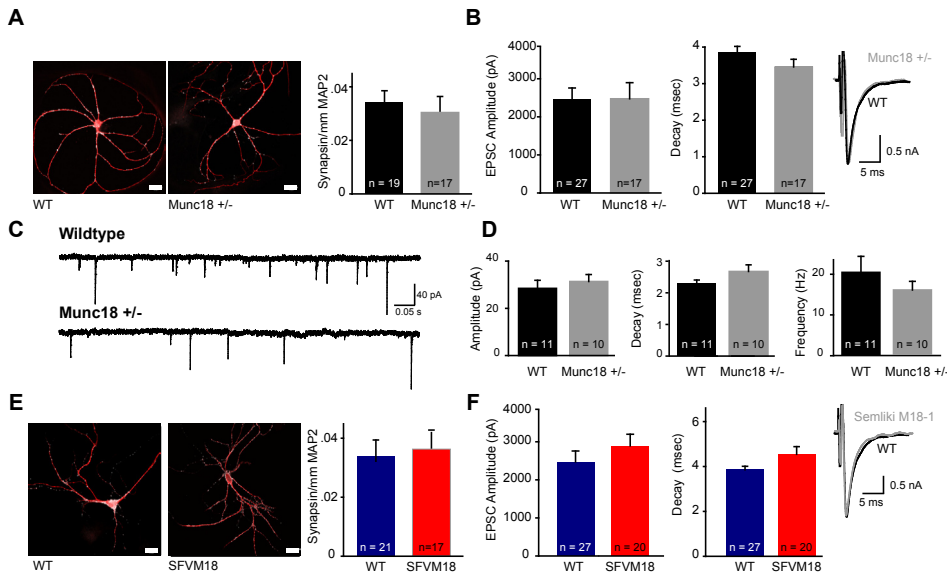 A
Synapsin/mm MAP2
.04
.02
0
n = 19
n=17
WT
Munc18 +/-
WT
Munc18 +/-
B
EPSC Amplitude (pA)
4000
3000
2000
1000
0
n = 27
n=17
WT
Munc18 +/-
Decay (msec)
6
4
2
0
n = 27
n=17
WT
Munc18 +/-
Munc18 +/-
WT
0.5 nA
5 ms
C
Wildtype
40 pA
0.05 s
Munc18 +/-
D
Amplitude (pA)
40
20
0
n = 11
n = 10
WT
Munc18 +/-
Decay (msec)
3
2
1
0
n = 11
n = 10
WT
Munc18 +/-
Frequency (Hz)
20
10
0
n = 11
n = 10
WT
Munc18 +/-
E
WT
SFVM18
Synapsin/mm MAP2
.04
.02
0
n = 21
n=17
WT
SFVM18
F
EPSC Amplitude (pA)
4000
3000
2000
1000
0
n = 27
n = 20
WT
SFVM18
Decay (msec)
8
6
4
2
0
n = 27
n = 20
WT
SFVM18
Semliki M18-1
WT
0.5 nA
5 ms